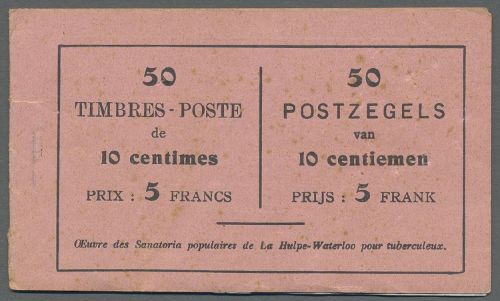 50
TIMBRES-POSTE
de
10 centimes
PRIX : 5 FRANCS
50
POSTZEGELS
van
10 centiemen
PRIJS : 5 FRANK
Œuvre des Sanatoria populaires de La Hulpe-Waterloo pour tuberculeux.